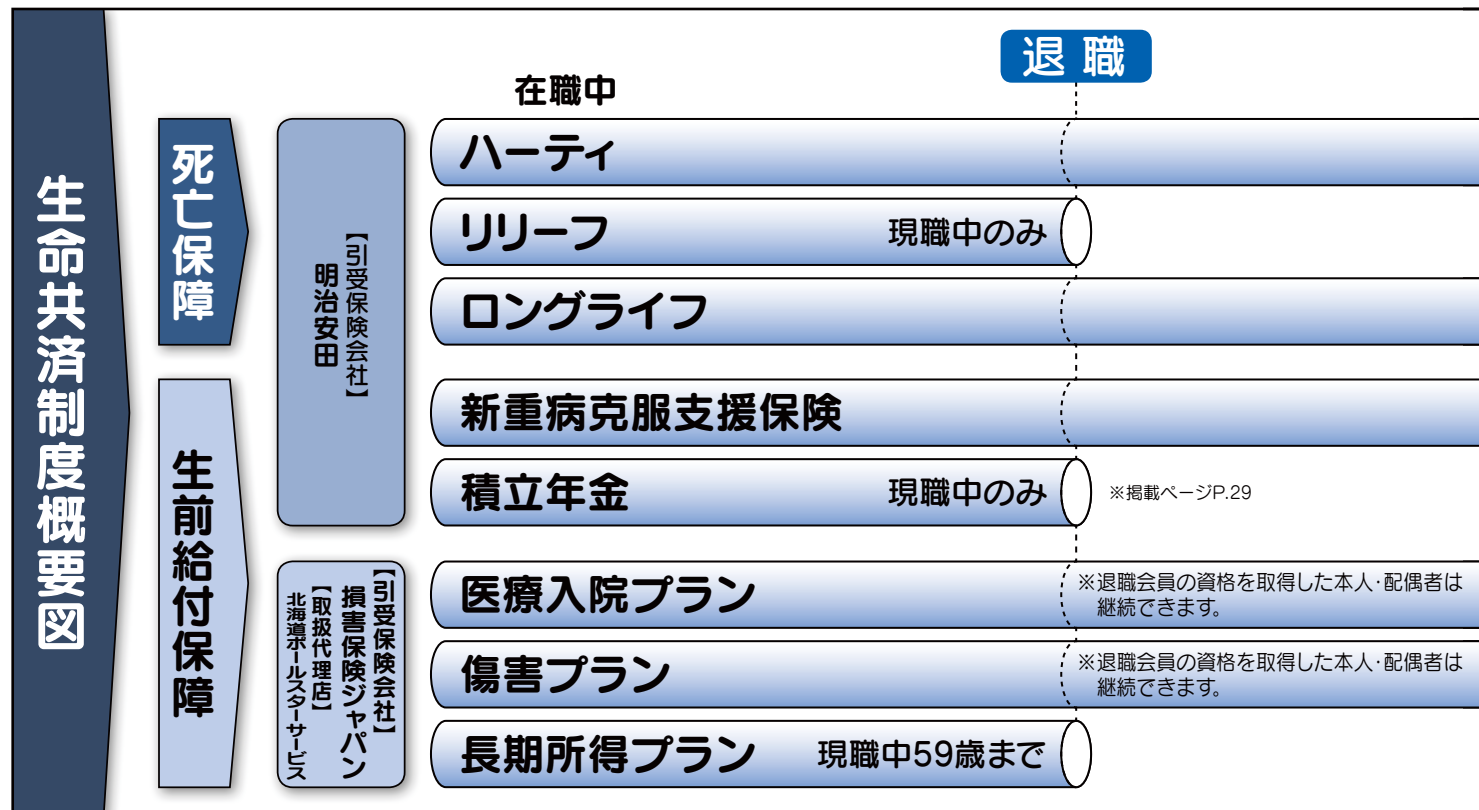 生命共済制度概要図
退職
在職中
死亡保障
【引受保険会社】
明治安田
ハーティ
リリーフ 現職中のみ
ロングライフ
生前給付保障
新重病克服支援保険
積立年金 現職中のみ ※掲載ページP.29
【引受保険会社】
損害保険ジャパン
【取扱代理店】
北海道ポールスターサービス
医療入院プラン
※退職会員の資格を取得した本人・配偶者は
継続できます。
傷害プラン
※退職会員の資格を取得した本人・配偶者は
継続できます。
長期所得プラン 現職中59歳まで